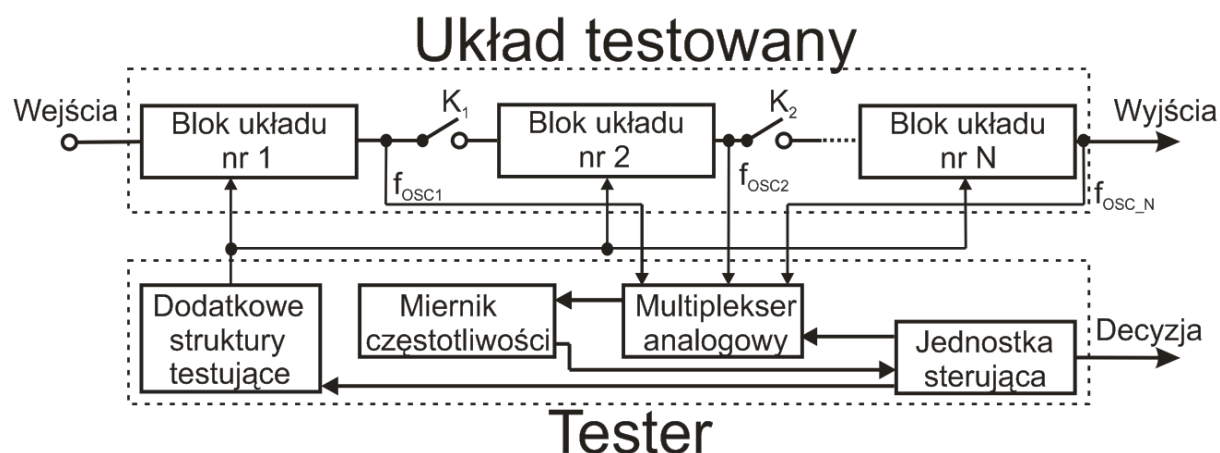 Układ testowany
Wejścia
Blok układu
nr 1
K1
Blok układu
nr 2
K2
Blok układu
nr N
Wyjścia
fOSC1
fOSC2
fOSC_N
Dodatkowe
struktury
testujące
Miernik
częstotliwości
Multiplekser
analogowy
Jednostka
sterująca
Decyzja
Tester